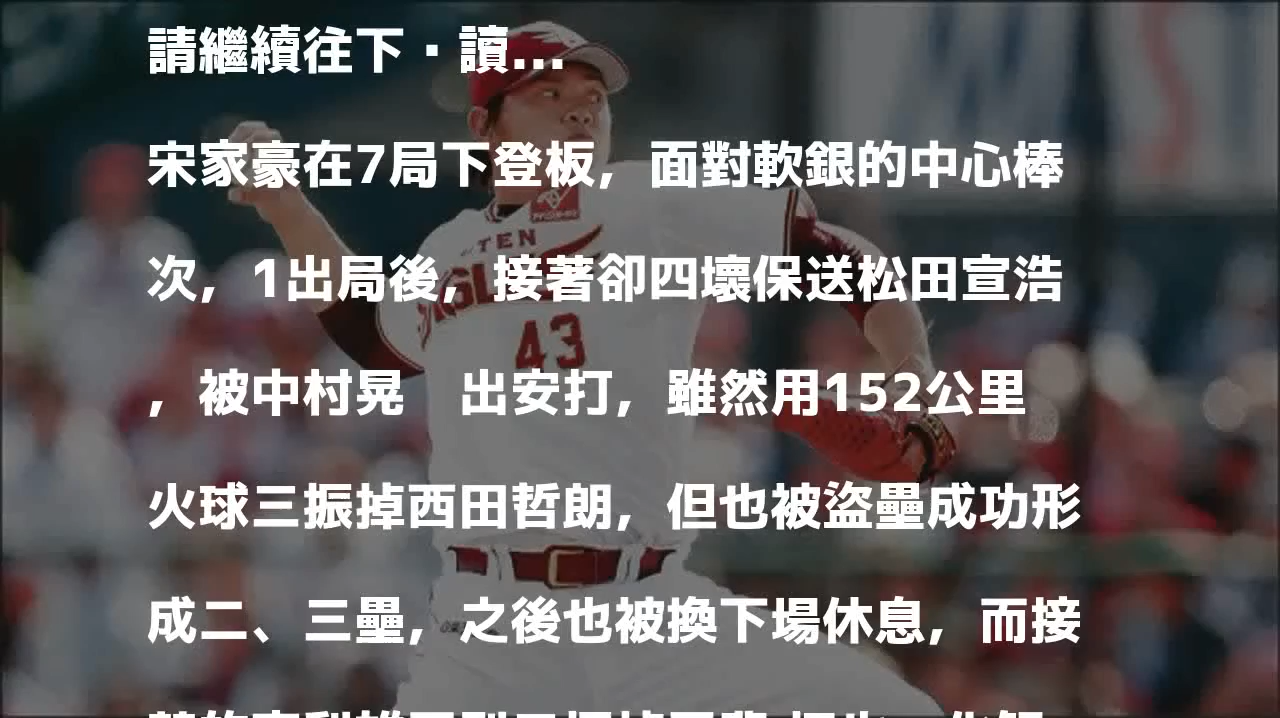 請繼續往下·讀...
宋家豪在7局下登板，面對軟銀的中心棒
次，1出局後，接著卻四壞保送松田宣浩
，被中村晃　出安打，雖然用152公里
火球三振掉西田哲朗，但也被盜壘成功形
成二、三壘，之後也被換下場休息，而接
TEN
43